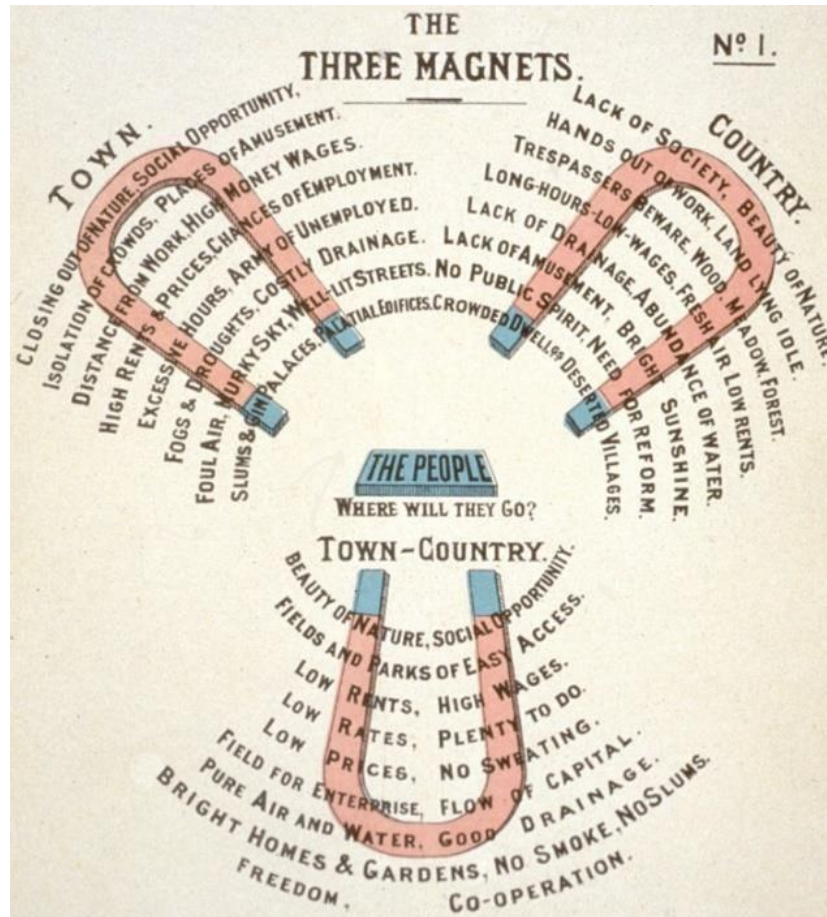 THE
THREE MAGNETS.
Nº 1.
TOWN.
CLOSING OUT OF NATURE. SOCIAL OPPORTUNITY.
ISOLATION OF CROWDS. PLACES OF AMUSEMENT.
DISTANCE FROM WORK. HIGH MONEY WAGES.
HIGH RENTS & PRICES. CHANCES OF EMPLOYMENT.
EXCESSIVE HOURS. ARMY OF UNEMPLOYED.
FOGS & DROUGHTS. COSTLY DRAINAGE.
FOUL AIR. MURKY SKY. WELL-LIT STREETS.
SLUMS & GIN PALACES. PALATIAL EDIFICES.
COUNTRY.
LACK OF SOCIETY. BEAUTY OF NATURE.
HANDS OUT OF WORK. LAND LYING IDLE.
TRESPASSERS BEWARE. WOOD, MEADOW, FOREST.
LONG-HOURS-LOW-WAGES. FRESH AIR LOW RENTS.
LACK OF DRAINAGE. ABUNDANCE OF WATER.
LACK OF AMUSEMENT. BRIGHT SUNSHINE.
NO PUBLIC SPIRIT. NEED FOR REFORM.
CROWDED DWELLGS DESERTED VILLAGES.
THE PEOPLE
WHERE WILL THEY GO?
TOWN-COUNTRY.
BEAUTY OF NATURE, SOCIAL OPPORTUNITY.
FIELDS AND PARKS OF EASY ACCESS.
LOW RENTS, HIGH WAGES.
LOW RATES, PLENTY TO DO.
LOW PRICES, NO SWEATING.
FIELD FOR ENTERPRISE, FLOW OF CAPITAL.
PURE AIR AND WATER, GOOD DRAINAGE.
BRIGHT HOMES & GARDENS, NO SMOKE, NO SLUMS.
FREEDOM. CO-OPERATION.